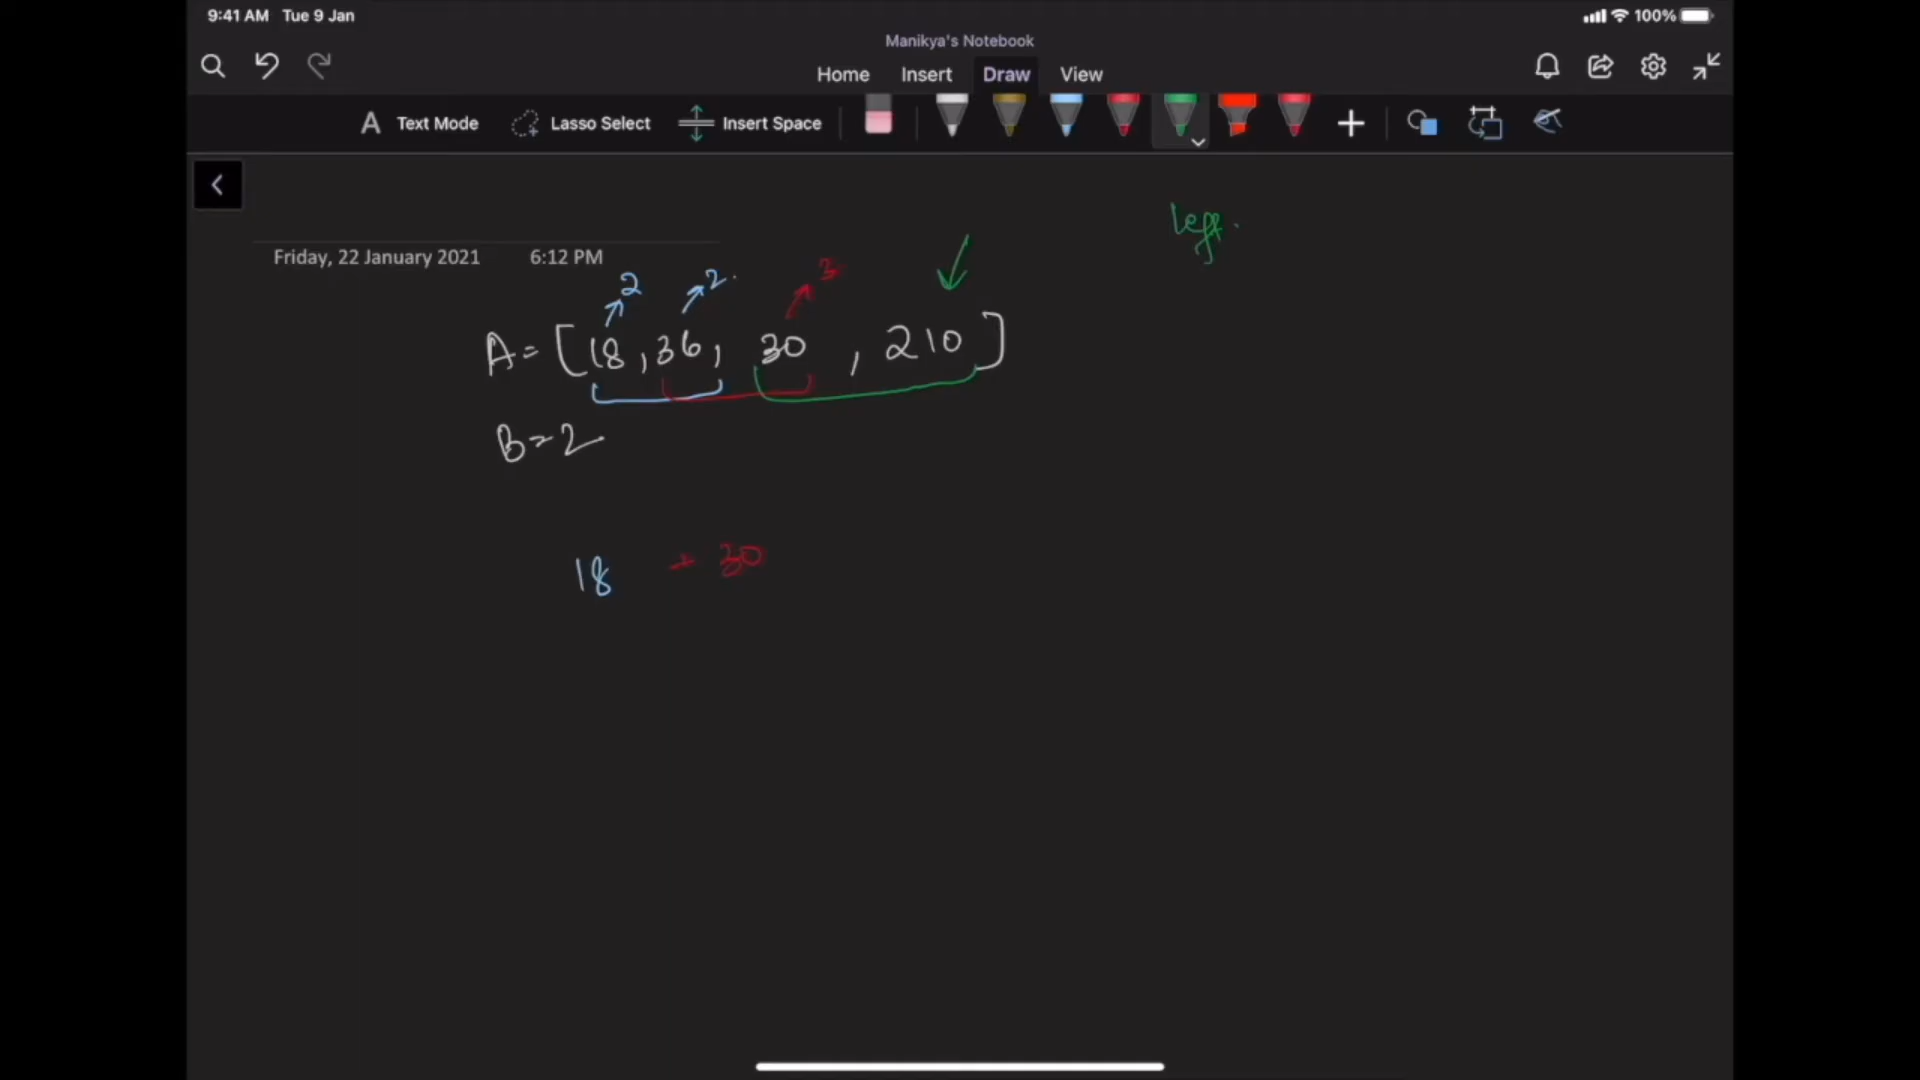 9:41 AM Tue 9 Jan 100%
Manikya's Notebook
Home Insert Draw View
A Text Mode Lasso Select Insert Space
Friday, 22 January 2021 6:12 PM
2 2. 3
A = [18, 36, 30, 210]
B = 2
18 + 30